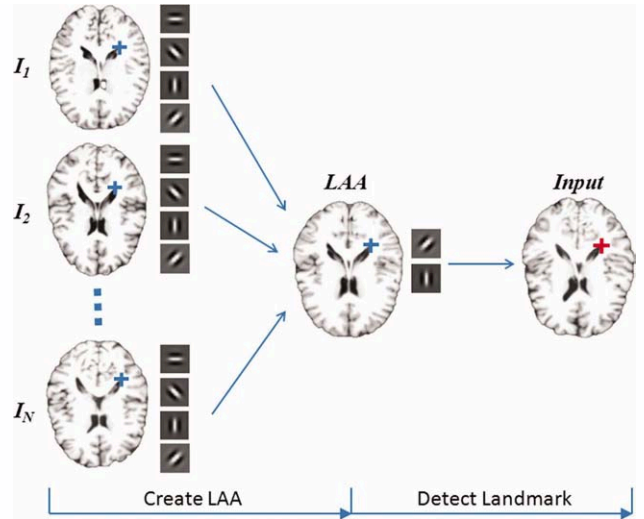 I1
I2
IN
LAA
Input
Create LAA
Detect Landmark